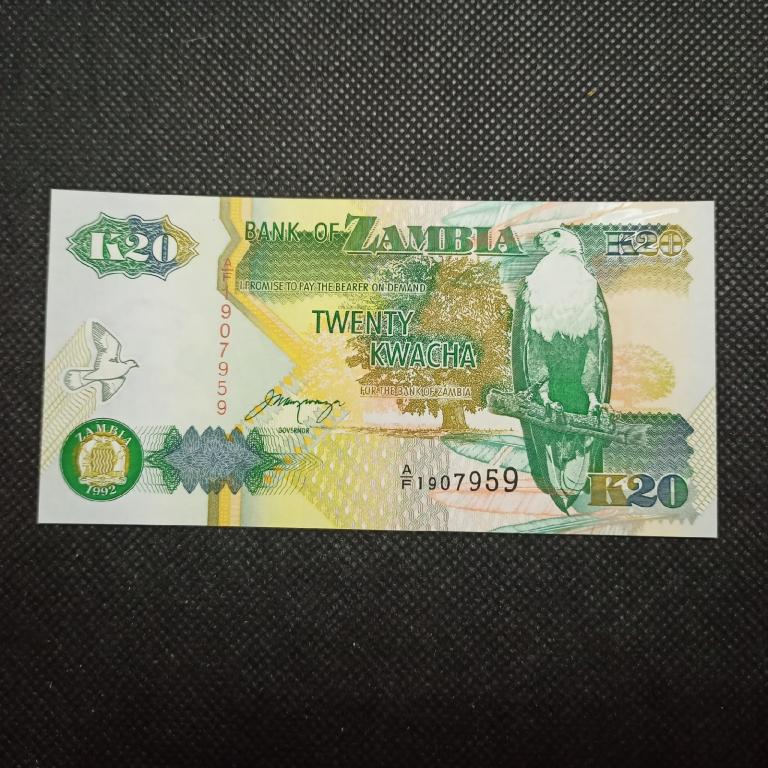 K20
BANK OF ZAMBIA
K20
I PROMISE TO PAY THE BEARER ON DEMAND
A/F 1907959
TWENTY
KWACHA
FOR THE BANK OF ZAMBIA
GOVERNOR
ZAMBIA
1992
A/F 1907959
K20